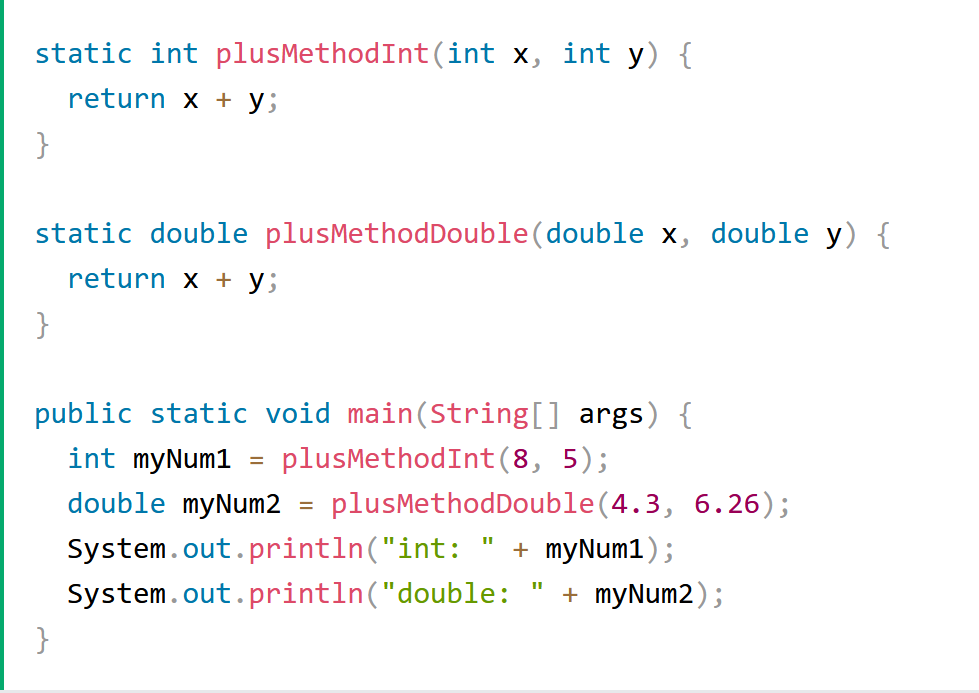 static int plusMethodInt(int x, int y) {
  return x + y;
}

static double plusMethodDouble(double x, double y) {
  return x + y;
}

public static void main(String[] args) {
  int myNum1 = plusMethodInt(8, 5);
  double myNum2 = plusMethodDouble(4.3, 6.26);
  System.out.println("int: " + myNum1);
  System.out.println("double: " + myNum2);
}